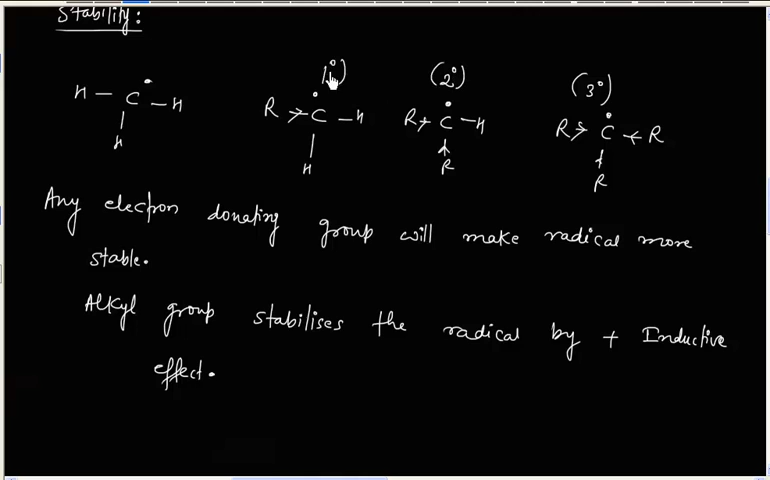 Stability:
(1°) (2°) (3°)
H — C — H R → C — H R → C — H R → C ← R
H H R R
Any electron donating group will make radical more
stable.
Alkyl group stabilises the radical by + Inductive
effect.